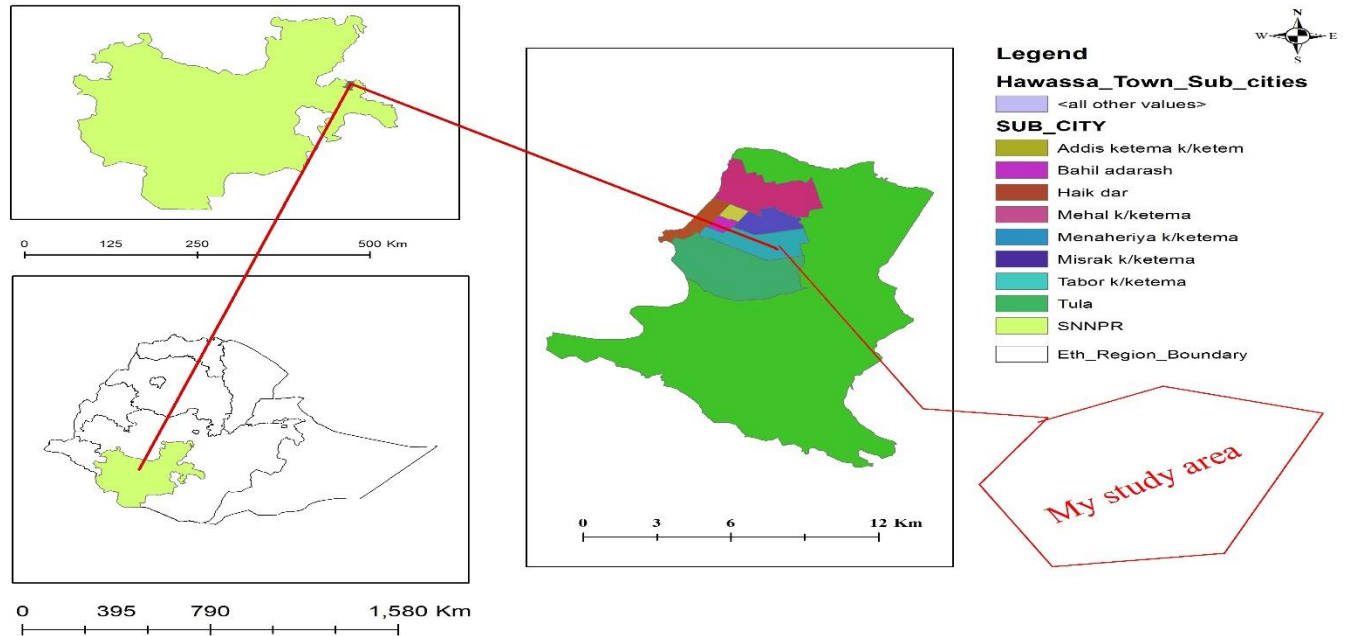 N
W E
S
Legend
Hawassa_Town_Sub_cities
<all other values>
SUB_CITY
Addis ketema k/ketem
Bahil adarash
Haik dar
Mehal k/ketema
Menaheriya k/ketema
Misrak k/ketema
Tabor k/ketema
Tula
SNNPR
Eth_Region_Boundary
0 125 250 500 Km
0 3 6 12 Km
My study area
0 395 790 1,580 Km